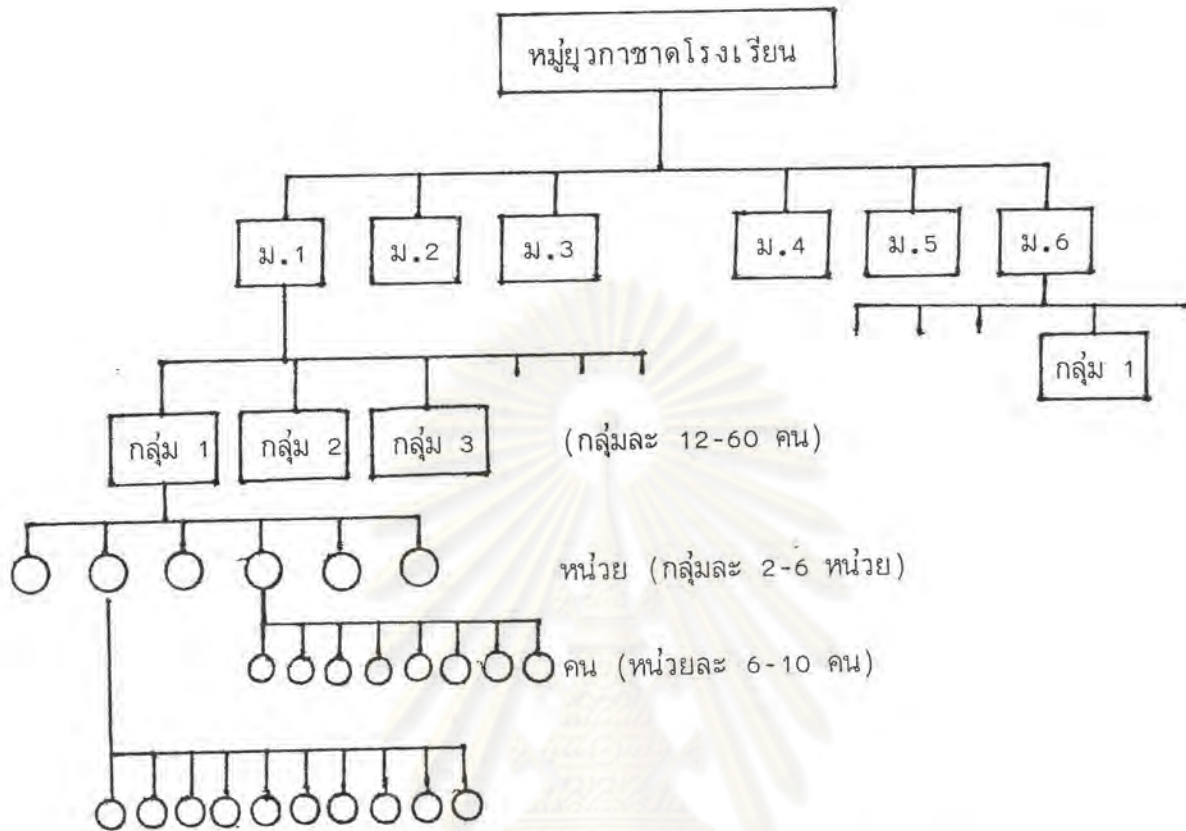 หมู่ยุวกาชาดโรงเรียน
ม.1 ม.2 ม.3 ม.4 ม.5 ม.6
กลุ่ม 1
กลุ่ม 1 กลุ่ม 2 กลุ่ม 3 (กลุ่มละ 12-60 คน)
หน่วย (กลุ่มละ 2-6 หน่วย)
คน (หน่วยละ 6-10 คน)